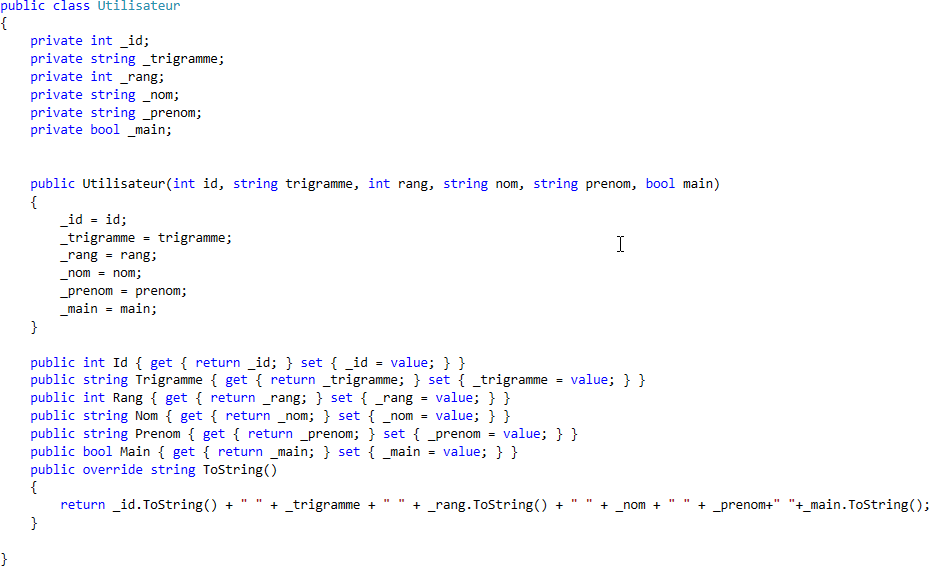 public class Utilisateur
{
    private int _id;
    private string _trigramme;
    private int _rang;
    private string _nom;
    private string _prenom;
    private bool _main;
    public Utilisateur(int id, string trigramme, int rang, string nom, string prenom, bool main)
    {
        _id = id;
        _trigramme = trigramme;
        _rang = rang;
        _nom = nom;
        _prenom = prenom;
        _main = main;
    }
    public int Id { get { return _id; } set { _id = value; } }
    public string Trigramme { get { return _trigramme; } set { _trigramme = value; } }
    public int Rang { get { return _rang; } set { _rang = value; } }
    public string Nom { get { return _nom; } set { _nom = value; } }
    public string Prenom { get { return _prenom; } set { _prenom = value; } }
    public bool Main { get { return _main; } set { _main = value; } }
    public override string ToString()
    {
        return _id.ToString() + " " + _trigramme + " " + _rang.ToString() + " " + _nom + " " + _prenom+" "+_main.ToString();
    }
}